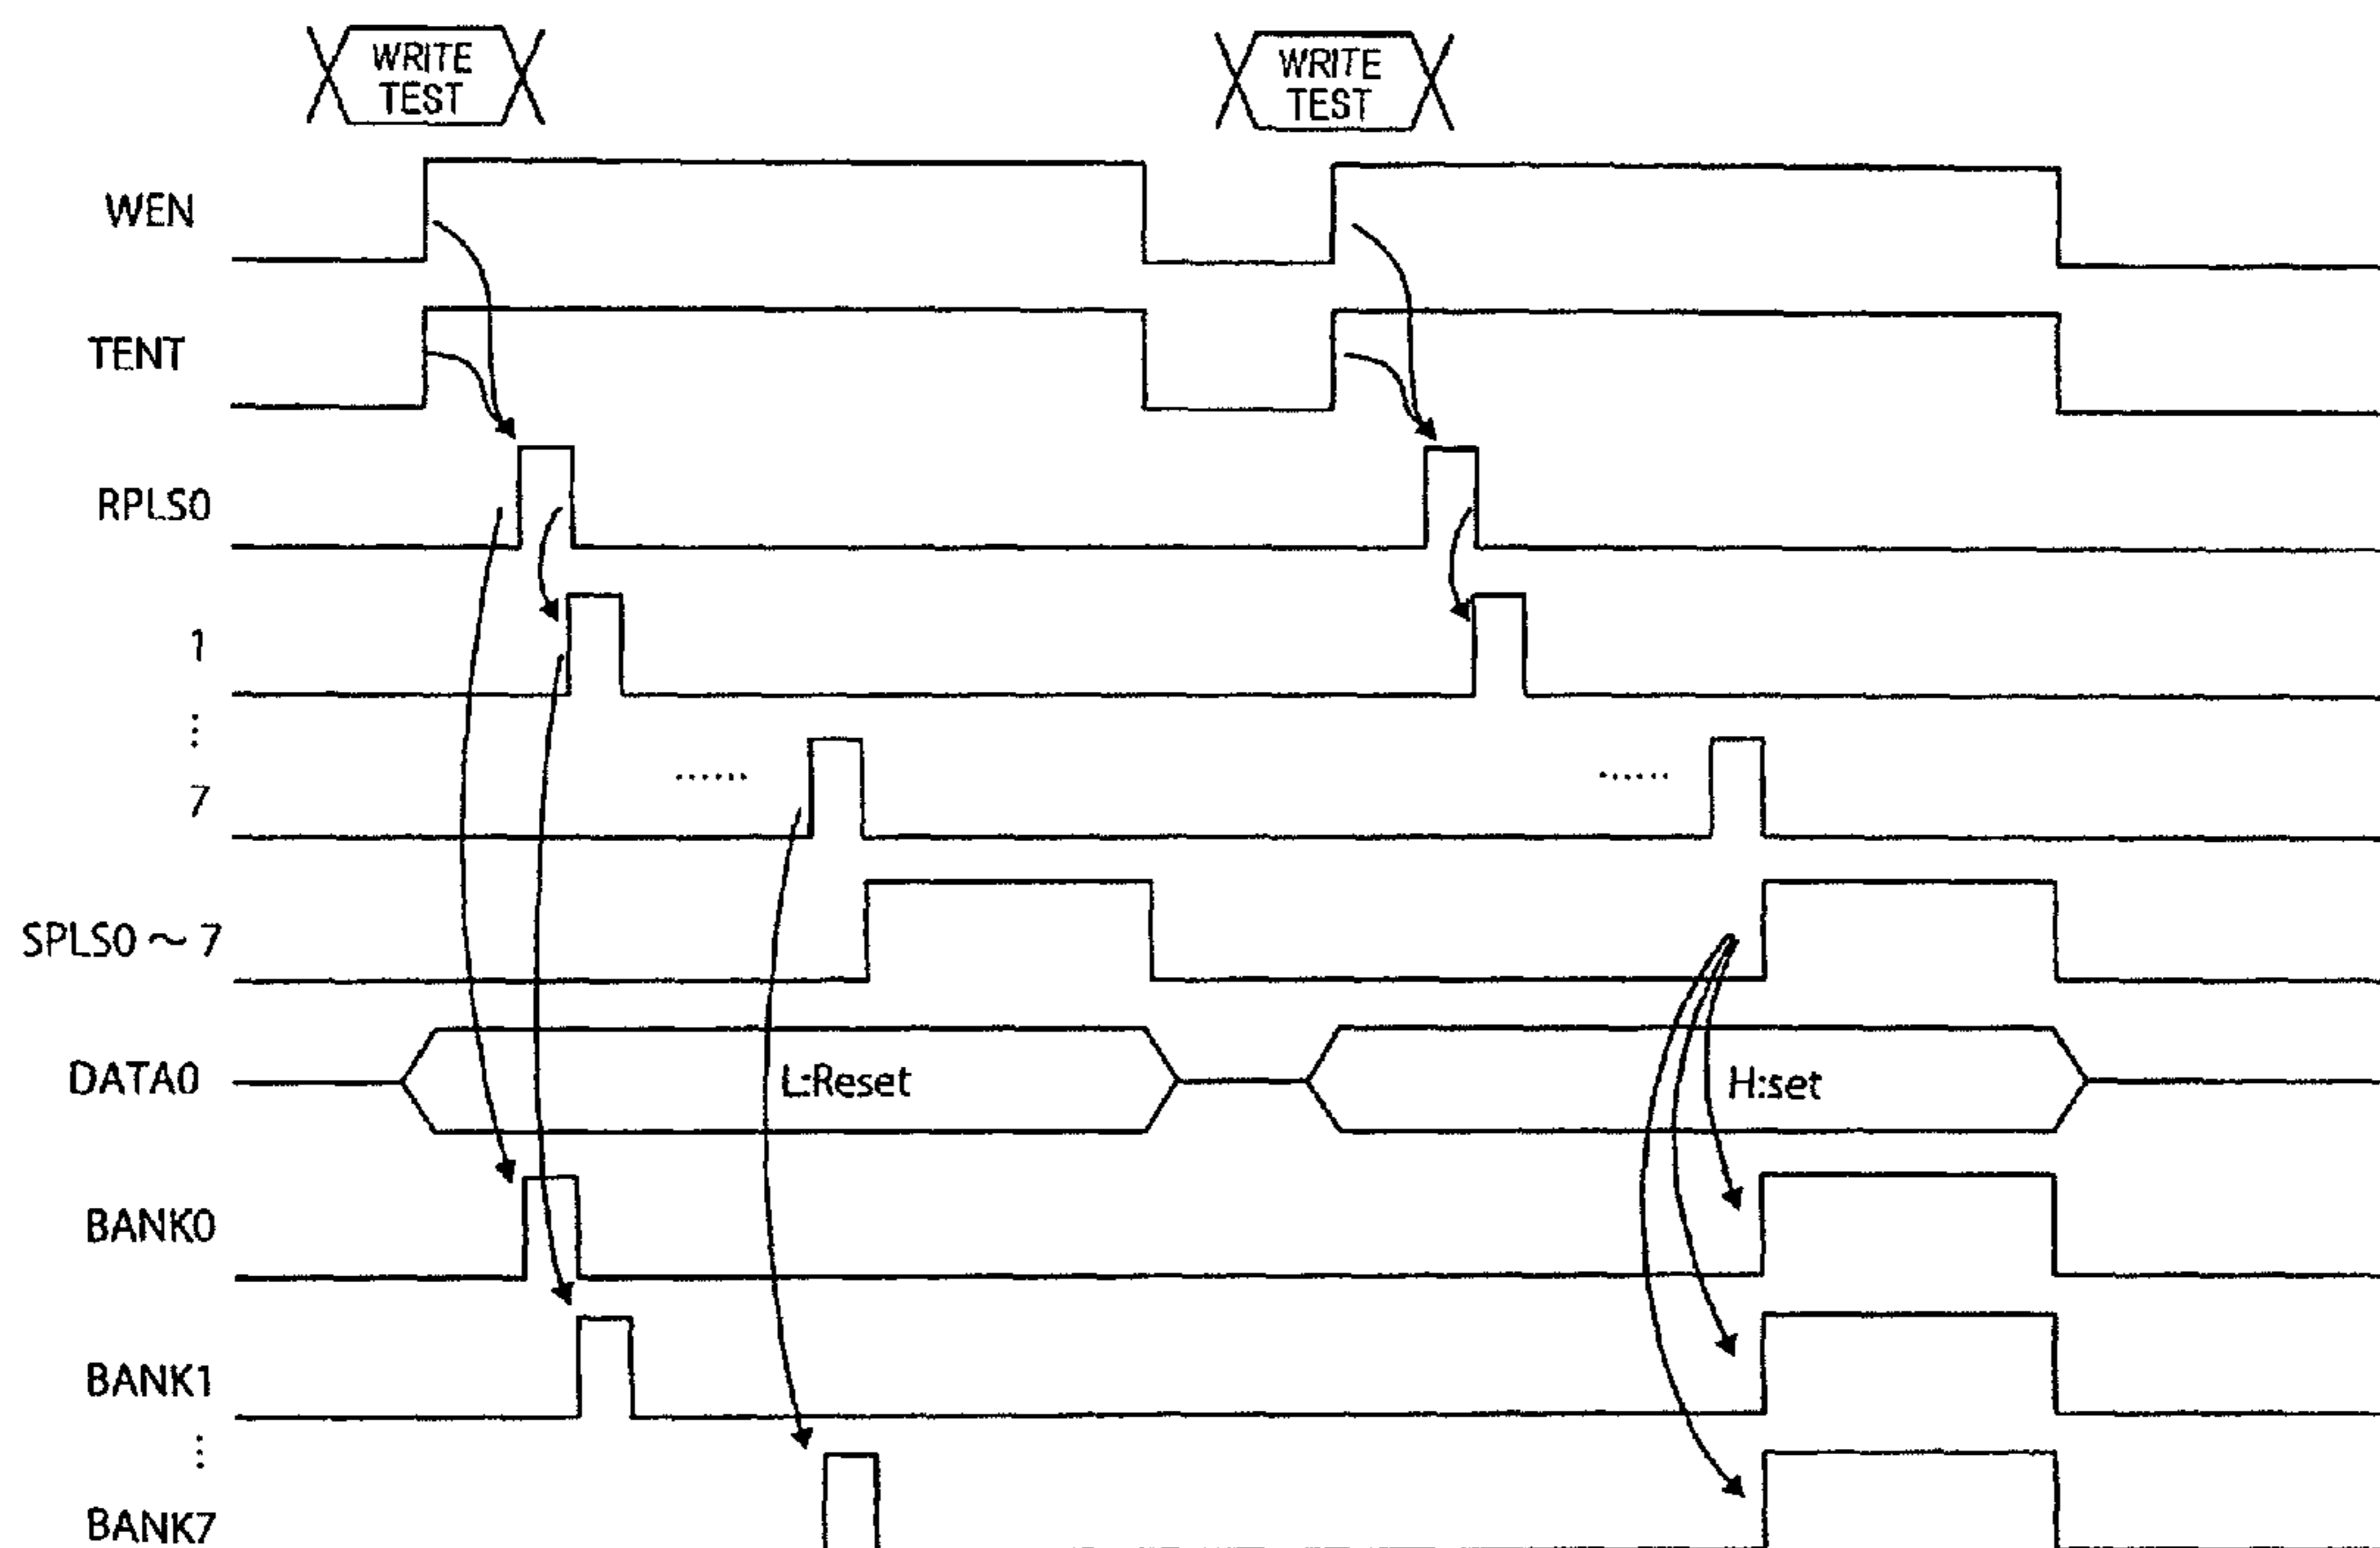 WRITE
TEST
WRITE
TEST
WEN
TENT
RPLS0
1
⋮
7
......
......
SPLS0 ~ 7
DATA0
L:Reset
H:set
BANK0
BANK1
⋮
BANK7